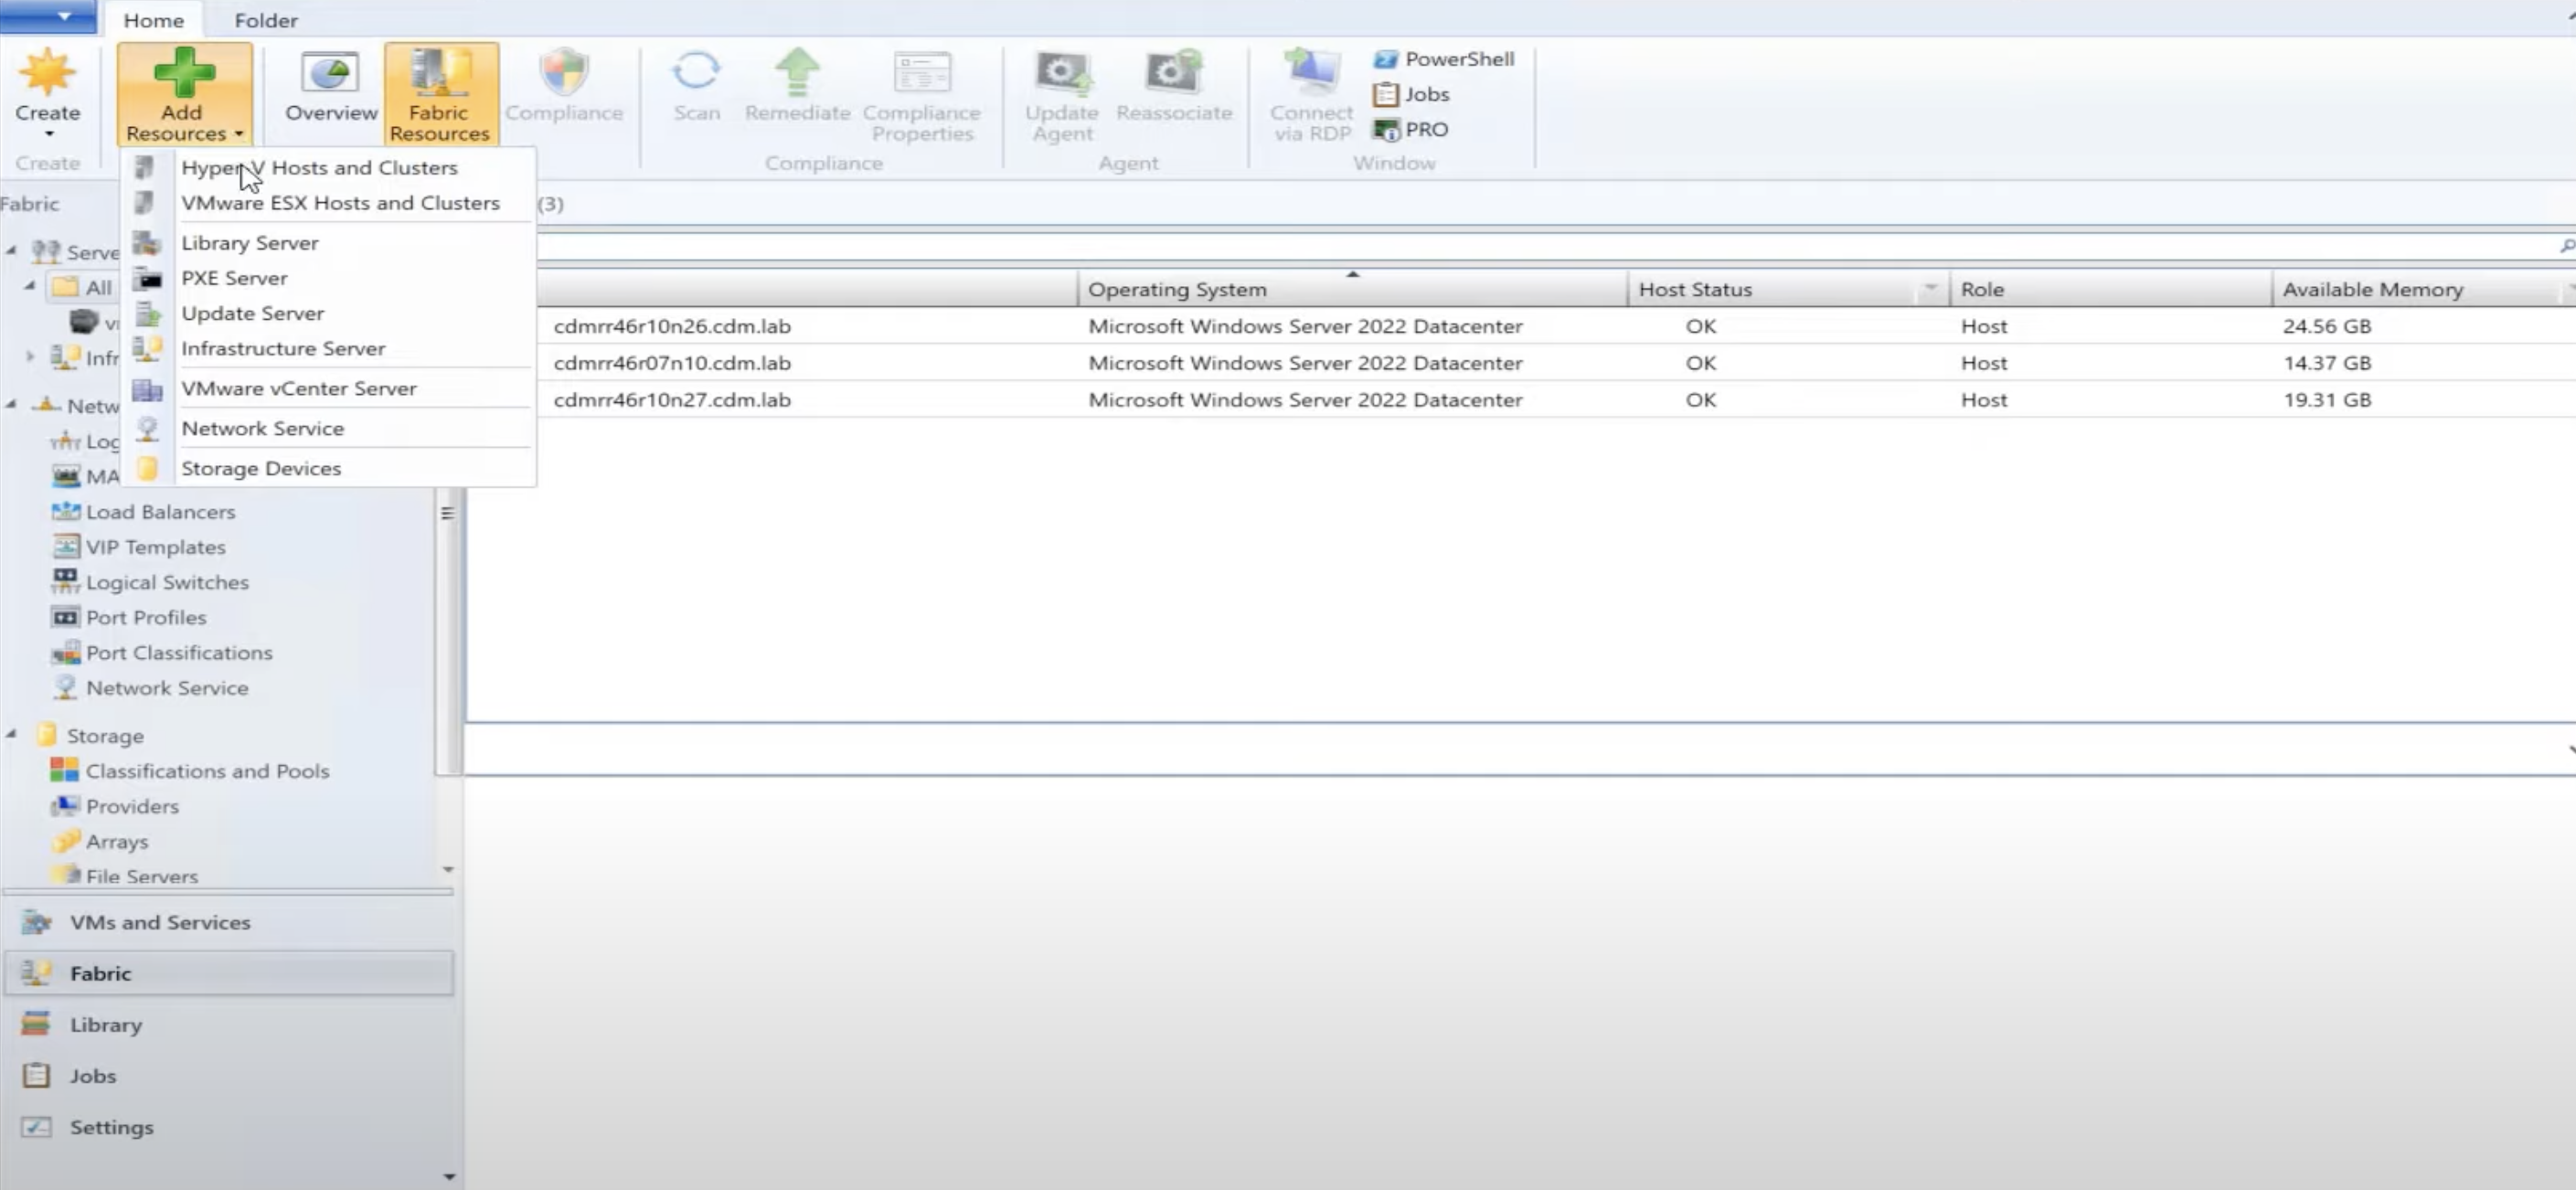 Home
Folder
Create
Add
Resources
Overview
Fabric
Resources
Compliance
Scan
Remediate
Compliance
Properties
Update
Agent
Reassociate
Connect
via RDP
PowerShell
Jobs
PRO
Create
Compliance
Agent
Window
Hyper-V Hosts and Clusters
VMware ESX Hosts and Clusters
Library Server
PXE Server
Update Server
Infrastructure Server
VMware vCenter Server
Network Service
Storage Devices
Fabric
(3)
Serve
All
Infr
Netw
Log
MA
Load Balancers
VIP Templates
Logical Switches
Port Profiles
Port Classifications
Network Service
Storage
Classifications and Pools
Providers
Arrays
File Servers
VMs and Services
Fabric
Library
Jobs
Settings
Operating System Host Status Role Available Memory
cdmrr46r10n26.cdm.lab Microsoft Windows Server 2022 Datacenter OK Host 24.56 GB
cdmrr46r07n10.cdm.lab Microsoft Windows Server 2022 Datacenter OK Host 14.37 GB
cdmrr46r10n27.cdm.lab Microsoft Windows Server 2022 Datacenter OK Host 19.31 GB